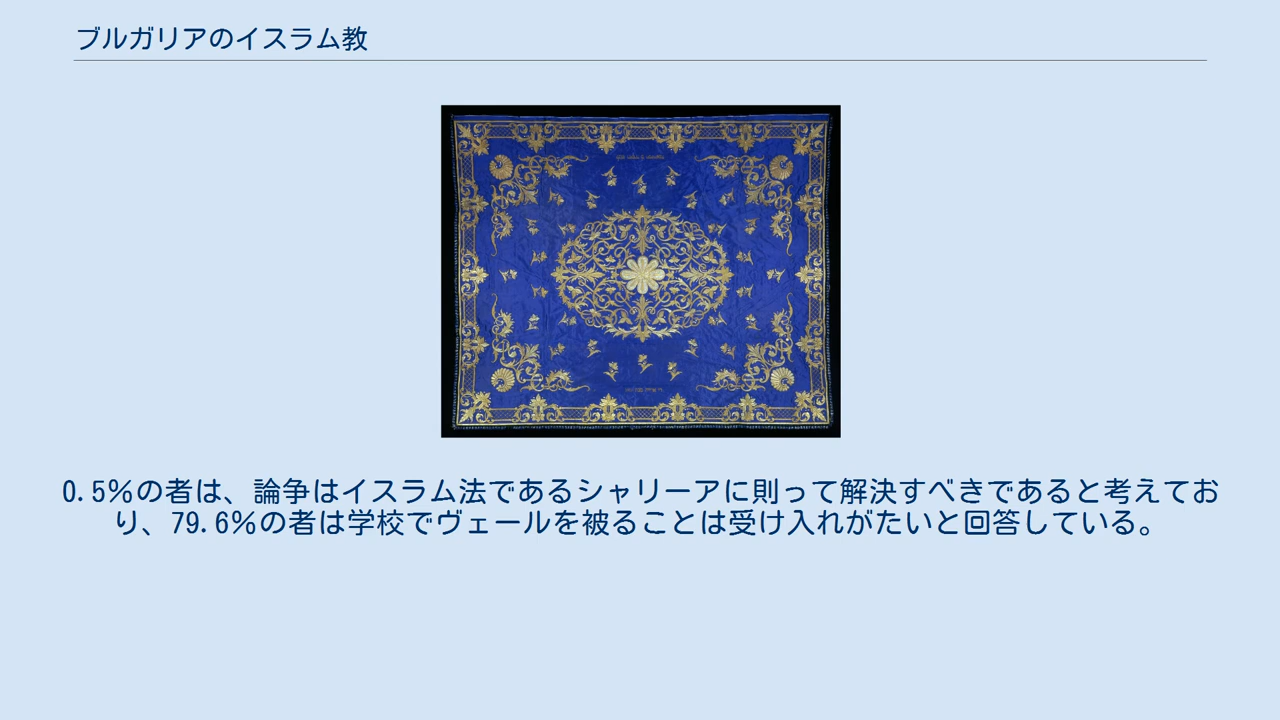 ブルガリアのイスラム教
0.5%の者は、論争はイスラム法であるシャリーアに則って解決すべきであると考えてお
り、79.6%の者は学校でヴェールを被ることは受け入れがたいと回答している。